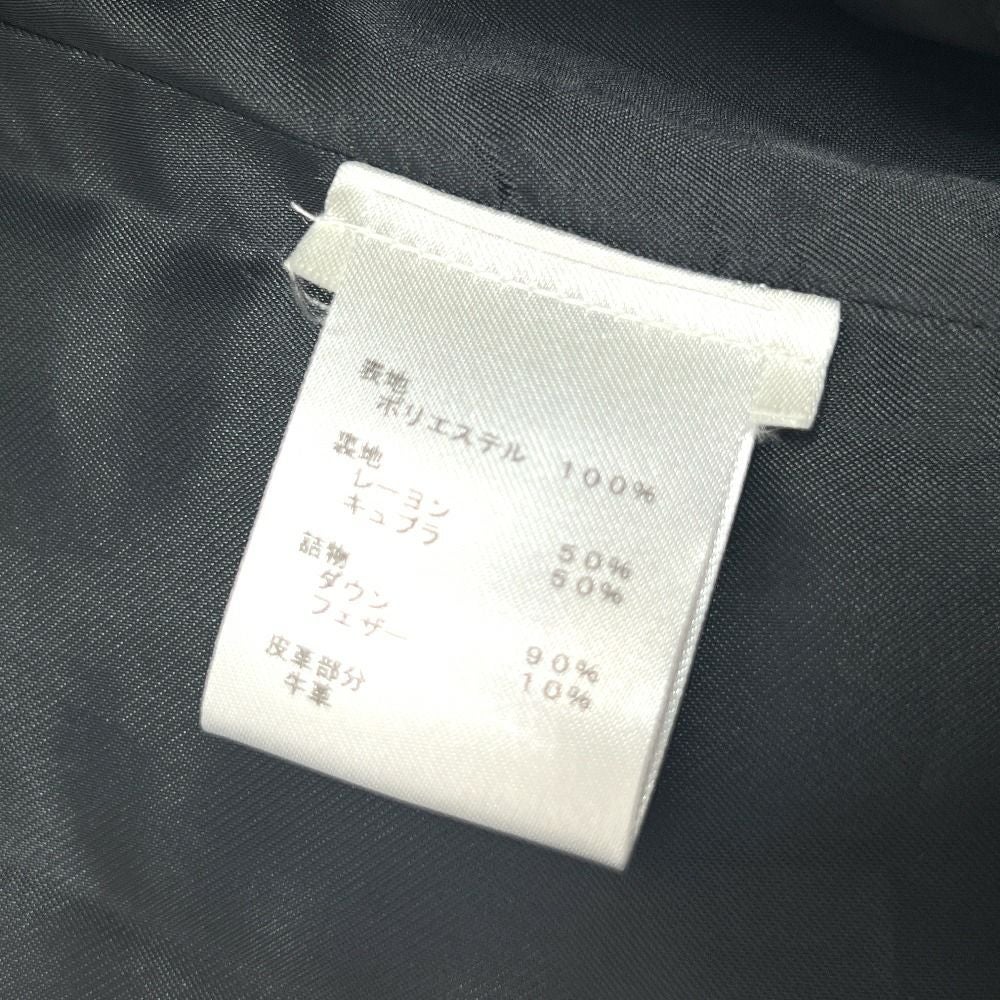 表地
ポリエステル 100%
裏地
レーヨン 50%
キュプラ 50%
詰物
ダウン 90%
フェザー 10%
皮革部分
牛革